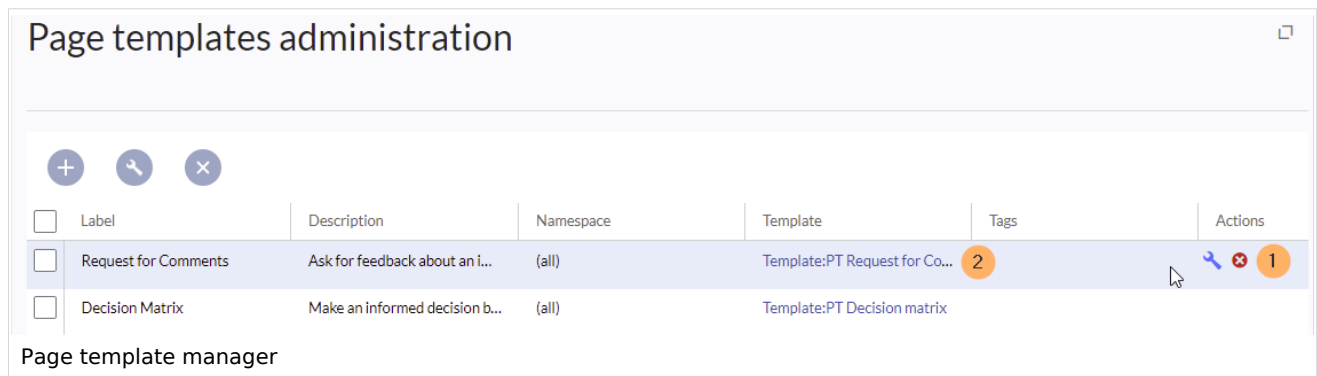 Page templates administration
Label Description Namespace Template Tags Actions
Request for Comments Ask for feedback about an i... (all) Template:PT Request for Co... 2 1
Decision Matrix Make an informed decision b... (all) Template:PT Decision matrix
Page template manager